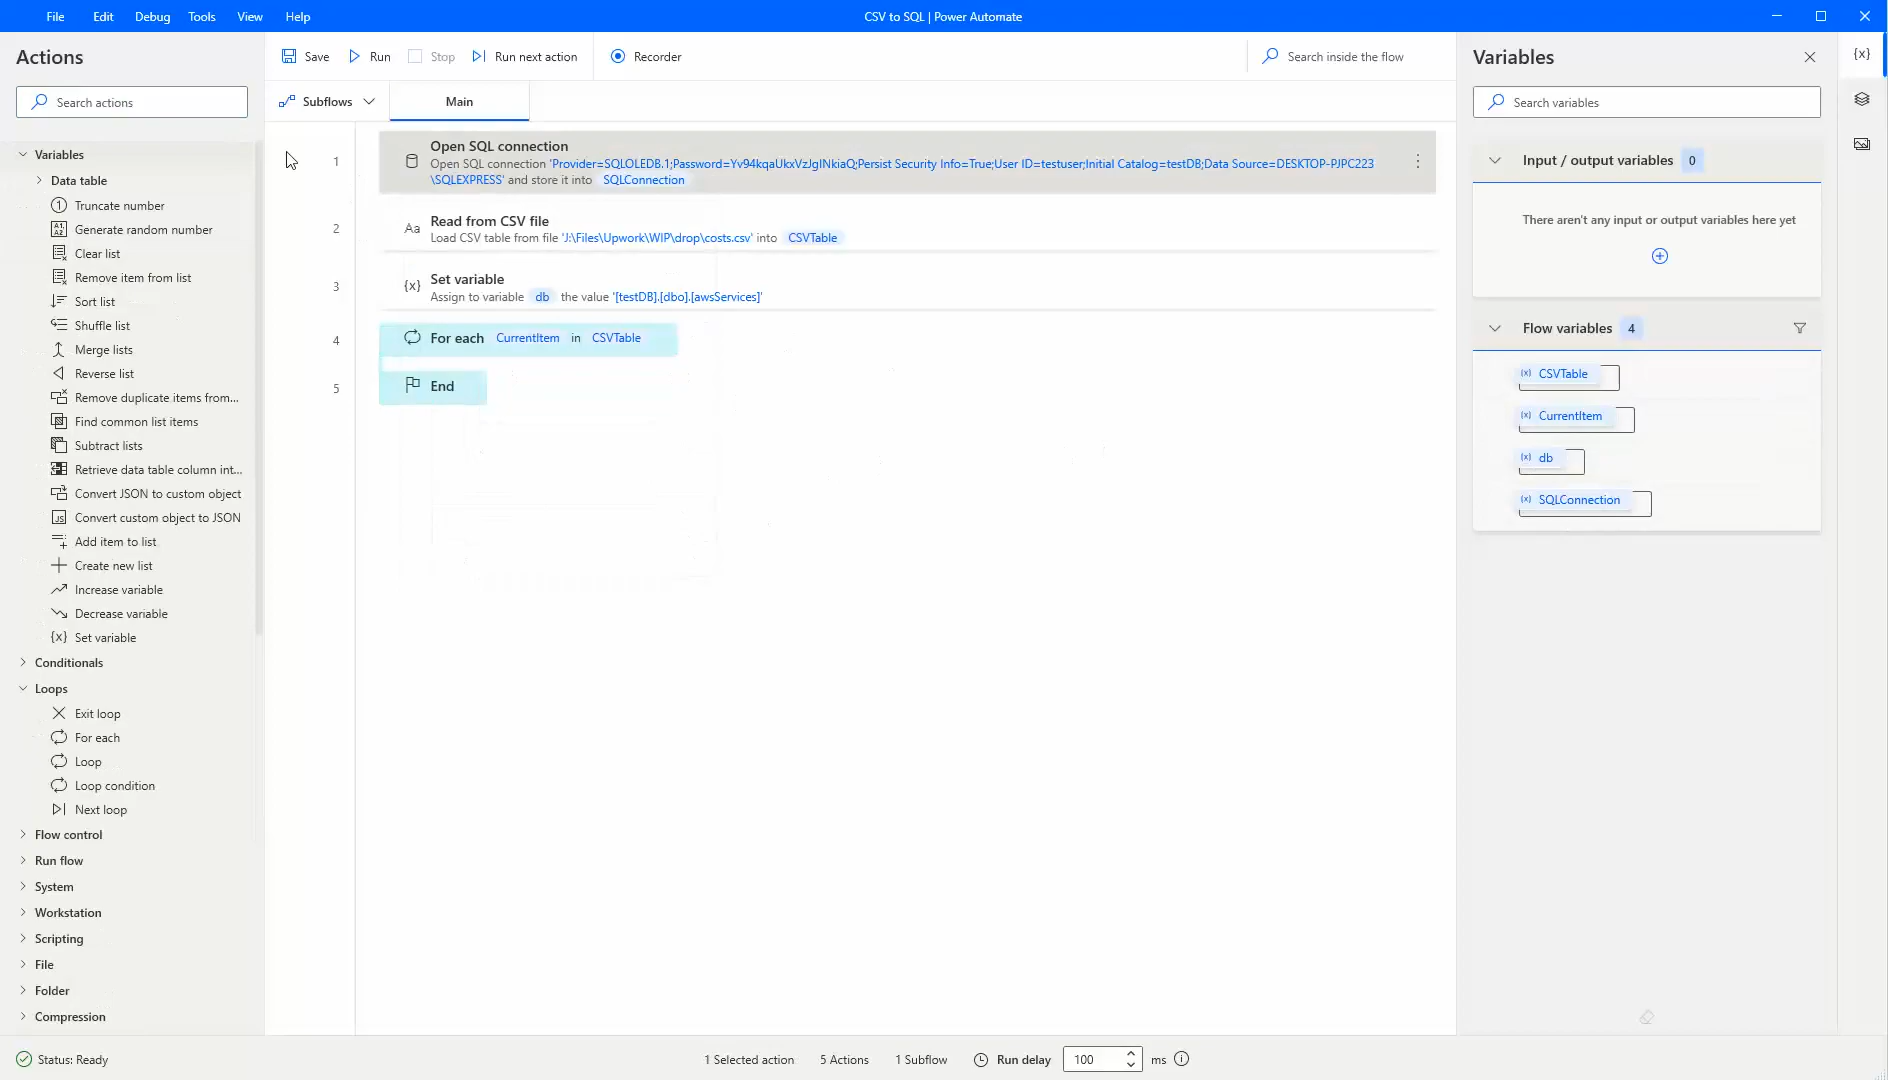 File Edit Debug Tools View Help
CSV to SQL | Power Automate
Actions
Search actions
Variables
Data table
Truncate number
Generate random number
Clear list
Remove item from list
Sort list
Shuffle list
Merge lists
Reverse list
Remove duplicate items from...
Find common list items
Subtract lists
Retrieve data table column int...
Convert JSON to custom object
Convert custom object to JSON
Add item to list
Create new list
Increase variable
Decrease variable
Set variable
Conditionals
Loops
Exit loop
For each
Loop
Loop condition
Next loop
Flow control
Run flow
System
Workstation
Scripting
File
Folder
Compression
Save Run Stop Run next action Recorder
Search inside the flow
Subflows Main
1 Open SQL connection
Open SQL connection 'Provider=SQLOLEDB.1;Password=Yv94kqaUkxVzJglNkiaQ;Persist Security Info=True;User ID=testuser;Initial Catalog=testDB;Data Source=DESKTOP-PJPC223
\SQLEXPRESS' and store it into SQLConnection
2 Aa Read from CSV file
Load CSV table from file 'J:\Files\Upwork\WIP\drop\costs.csv' into CSVTable
3 {x} Set variable
Assign to variable db the value '[testDB].[dbo].[awsServices]'
4 For each CurrentItem in CSVTable
5 End
Variables
Search variables
Input / output variables 0
There aren't any input or output variables here yet
Flow variables 4
(x) CSVTable
(x) CurrentItem
(x) db
(x) SQLConnection
{x}
Status: Ready
1 Selected action 5 Actions 1 Subflow Run delay 100 ms